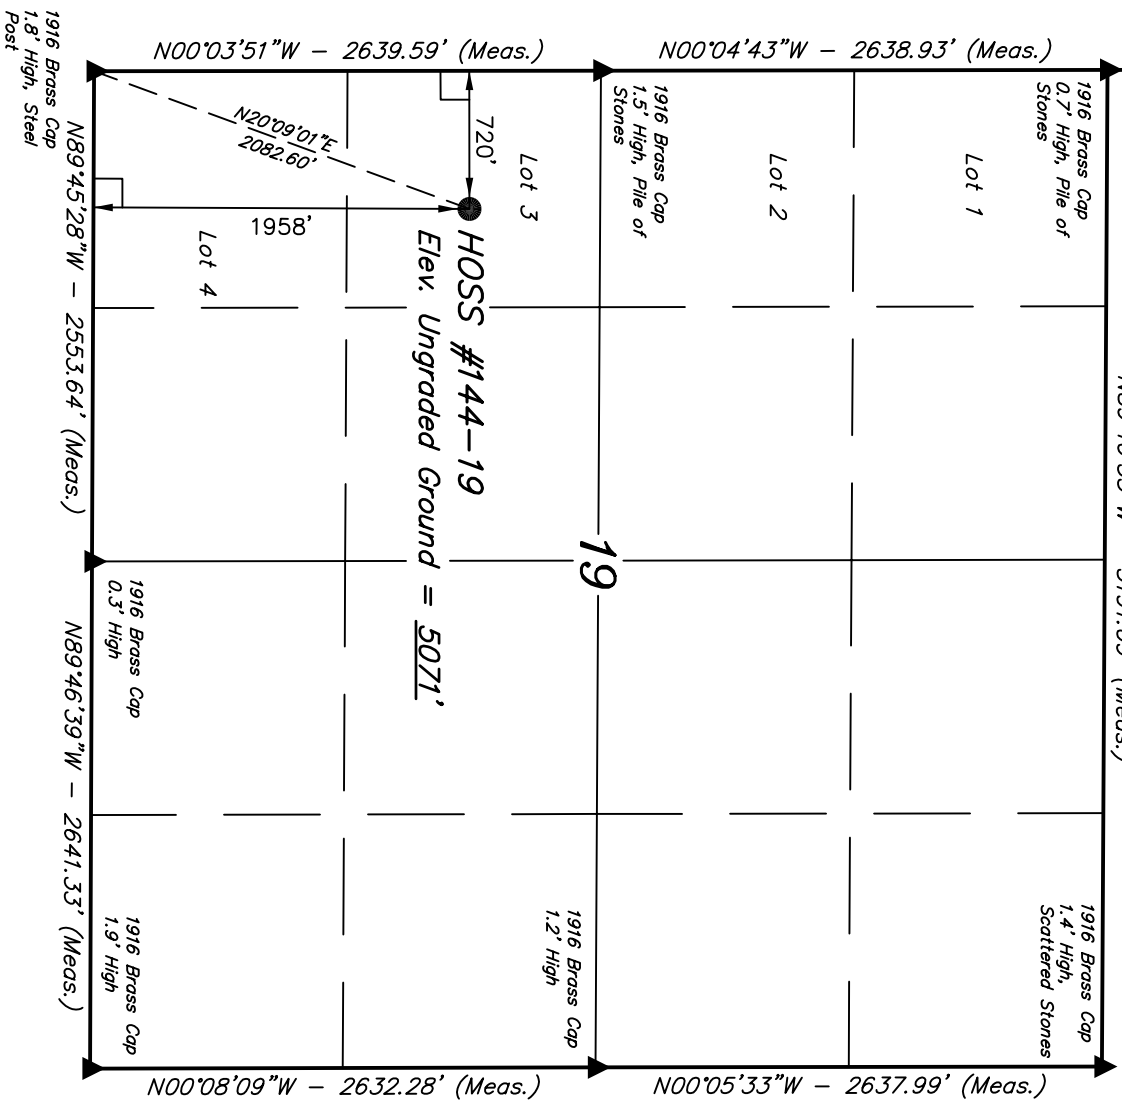 N00°03'51"W - 2639.59' (Meas.)
N00°04'43"W - 2638.93' (Meas.)
1916 Brass Cap
1.8' High, Steel
Post
1916 Brass Cap
1.5' High, Pile of
Stones
1916 Brass Cap
0.7' High, Pile of
Stones
N20°09'01"E
2082.60'
720'
1958'
Lot 3
Lot 2
Lot 1
Lot 4
HOSS #144-19
Elev. Ungraded Ground = 5071'
19
N89°45'28"W - 2553.64' (Meas.)
1916 Brass Cap
0.3' High
N89°46'39"W - 2641.33' (Meas.)
1916 Brass Cap
1.9' High
1916 Brass Cap
1.2' High
1916 Brass Cap
1.4' High,
Scattered Stones
(Meas.)
N00°08'09"W - 2632.28' (Meas.)
N00°05'33"W - 2637.99' (Meas.)